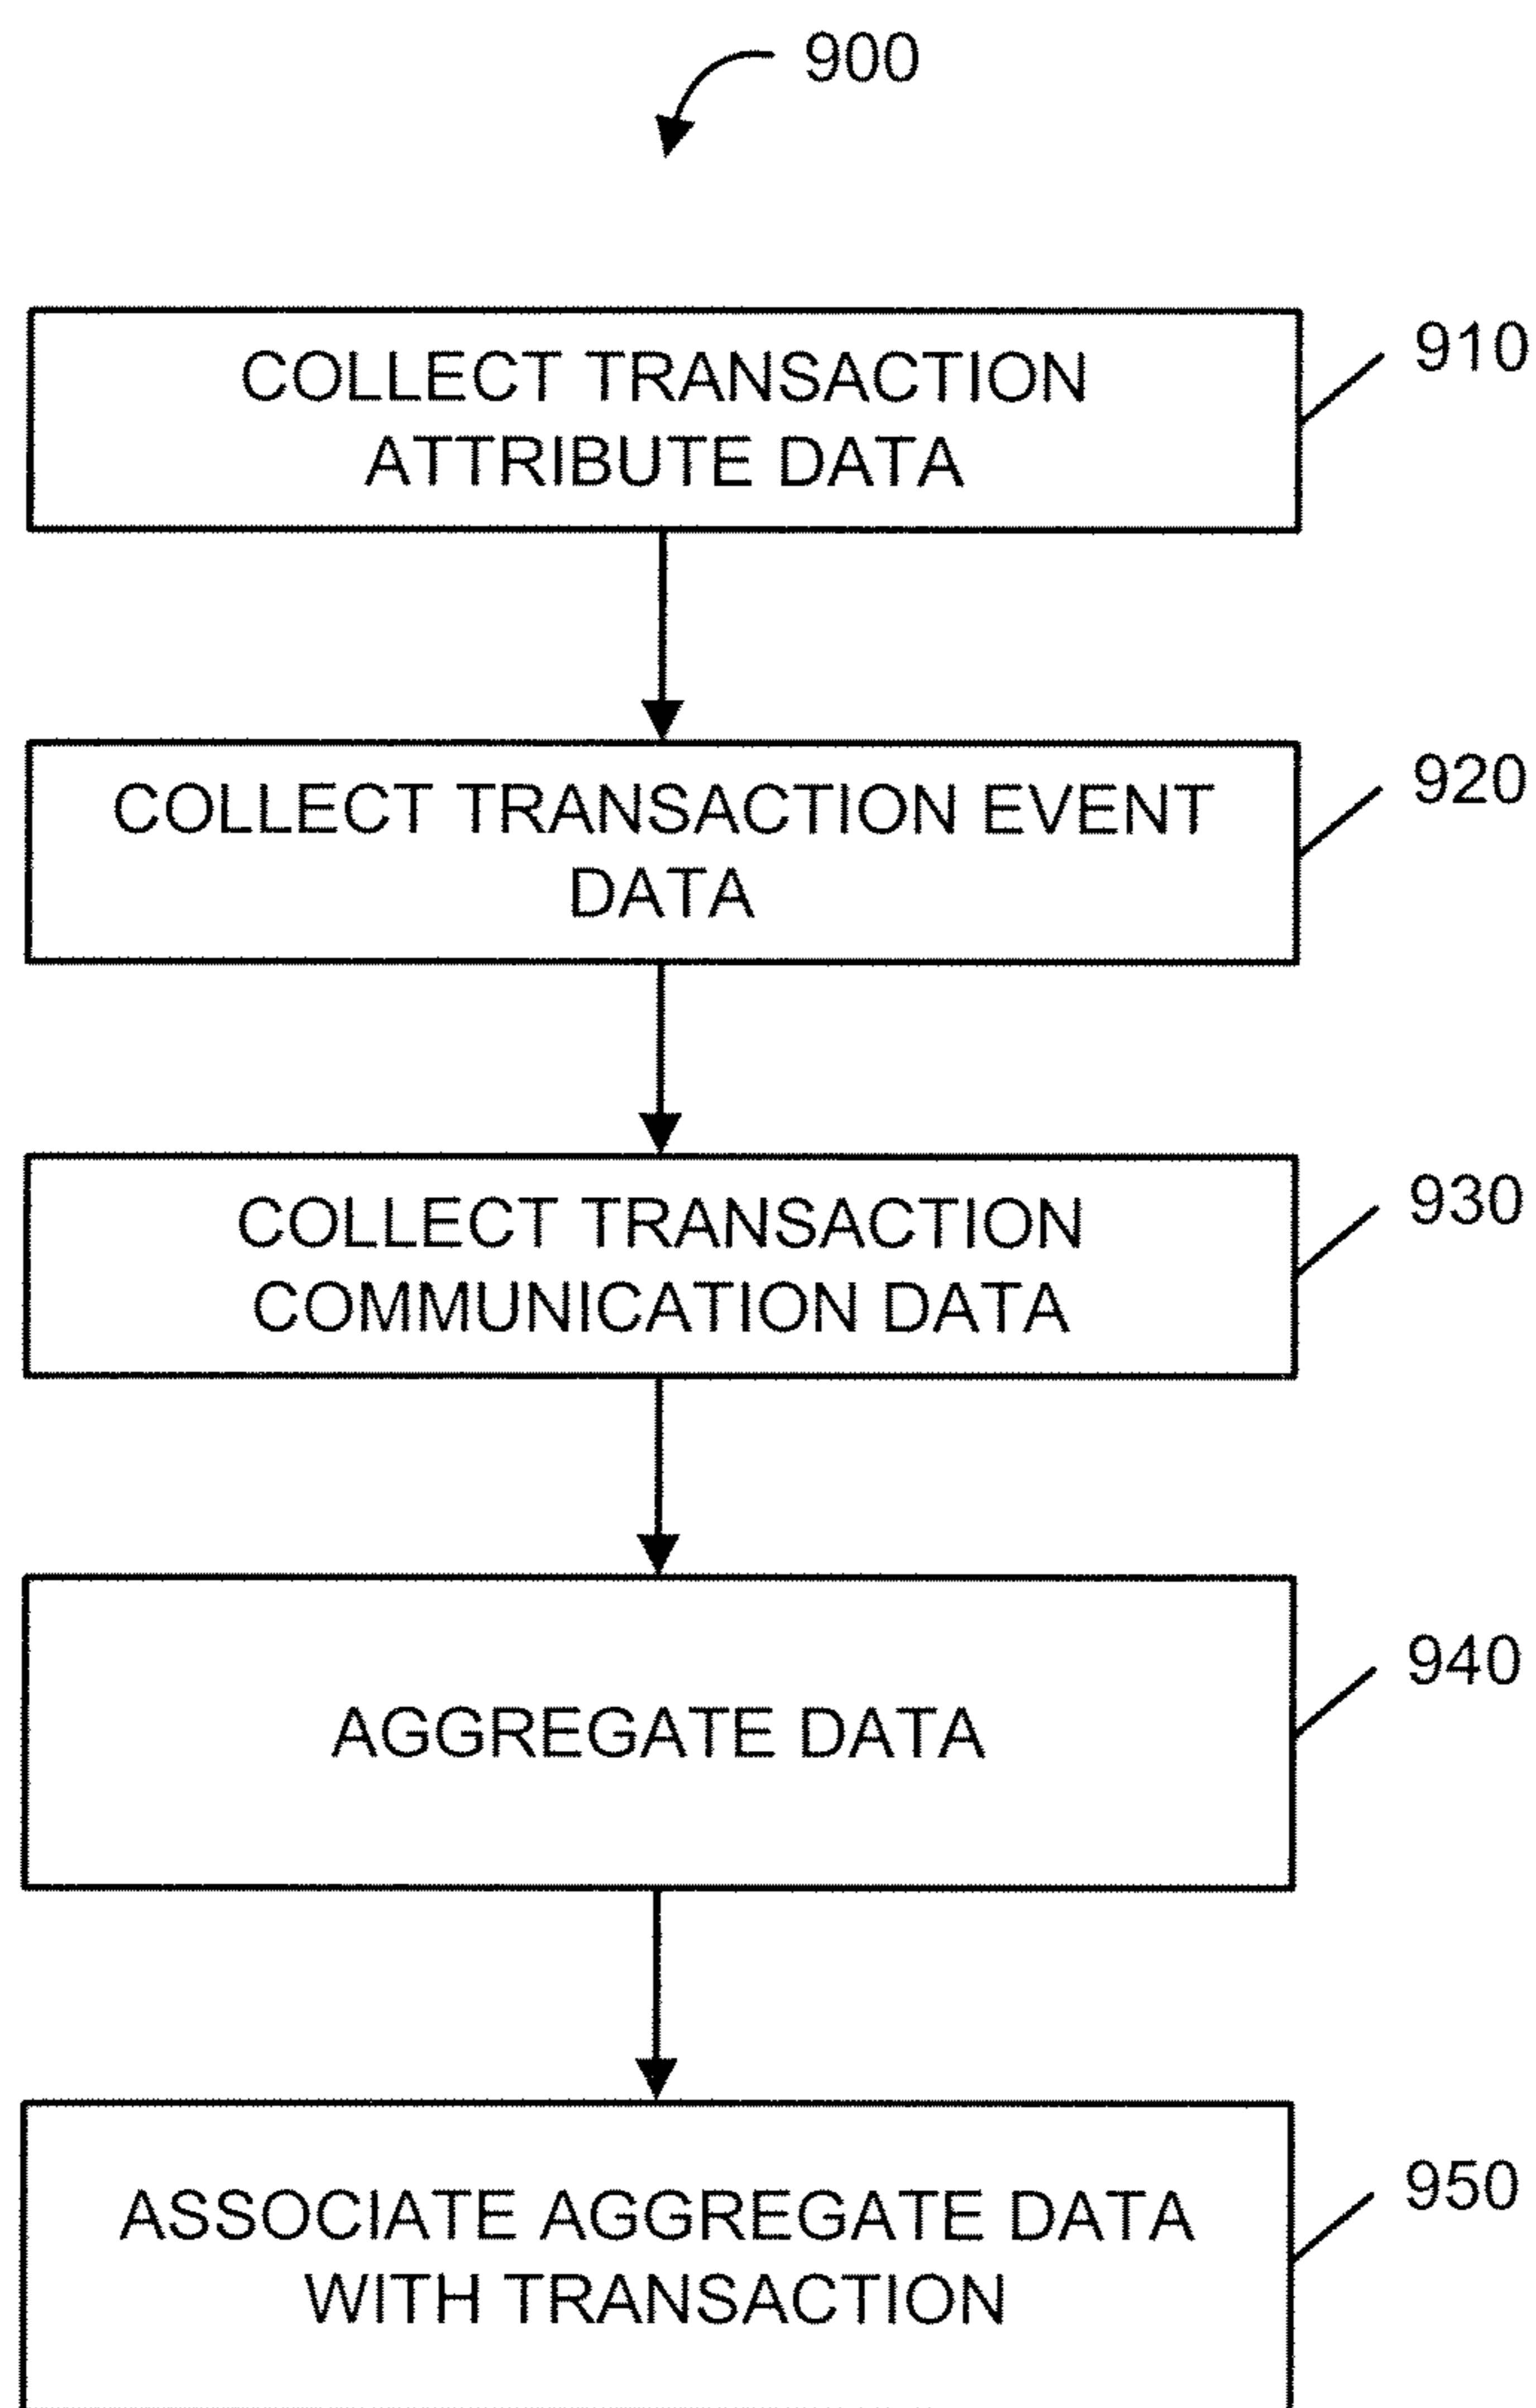 900
COLLECT TRANSACTION
ATTRIBUTE DATA
910
COLLECT TRANSACTION EVENT
DATA
920
COLLECT TRANSACTION
COMMUNICATION DATA
930
AGGREGATE DATA
940
ASSOCIATE AGGREGATE DATA
WITH TRANSACTION
950